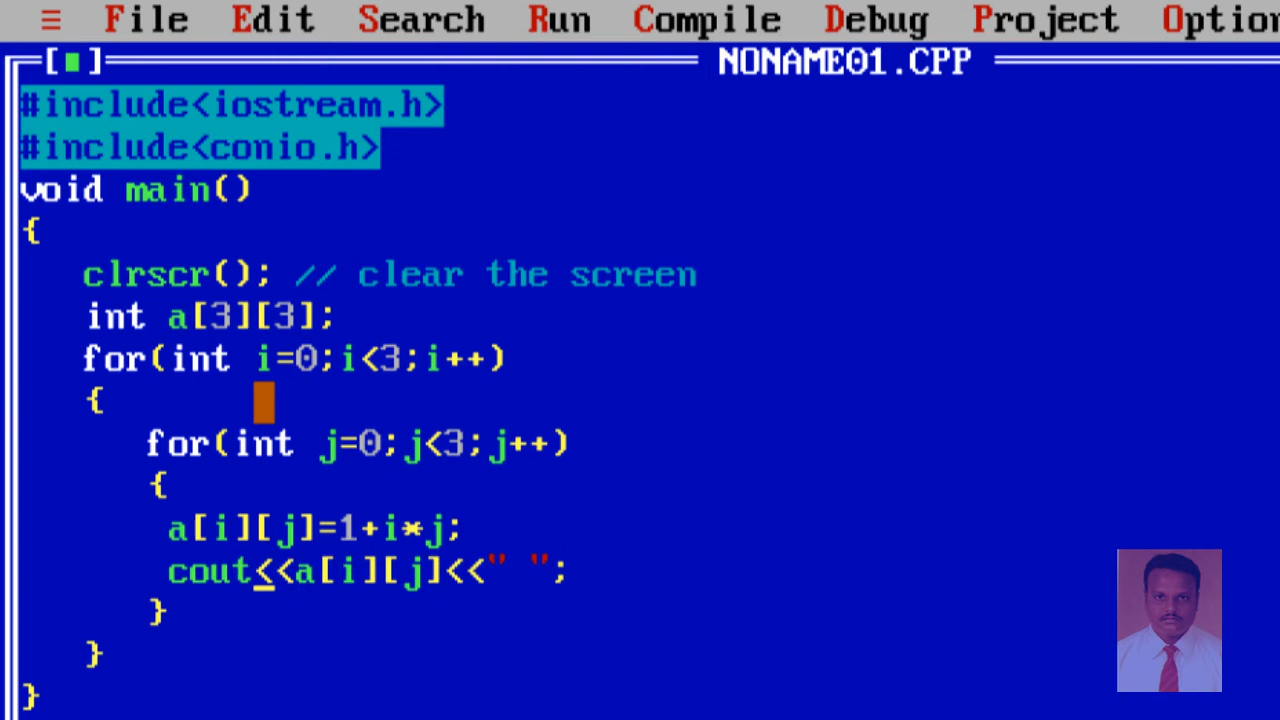 ≡ File Edit Search Run Compile Debug Project Option
[■] NONAME01.CPP
#include<iostream.h>
#include<conio.h>
void main()
{
clrscr(); // clear the screen
int a[3][3];
for(int i=0;i<3;i++)
{
for(int j=0;j<3;j++)
{
a[i][j]=1+i*j;
cout<<a[i][j]<<" ";
}
}
}